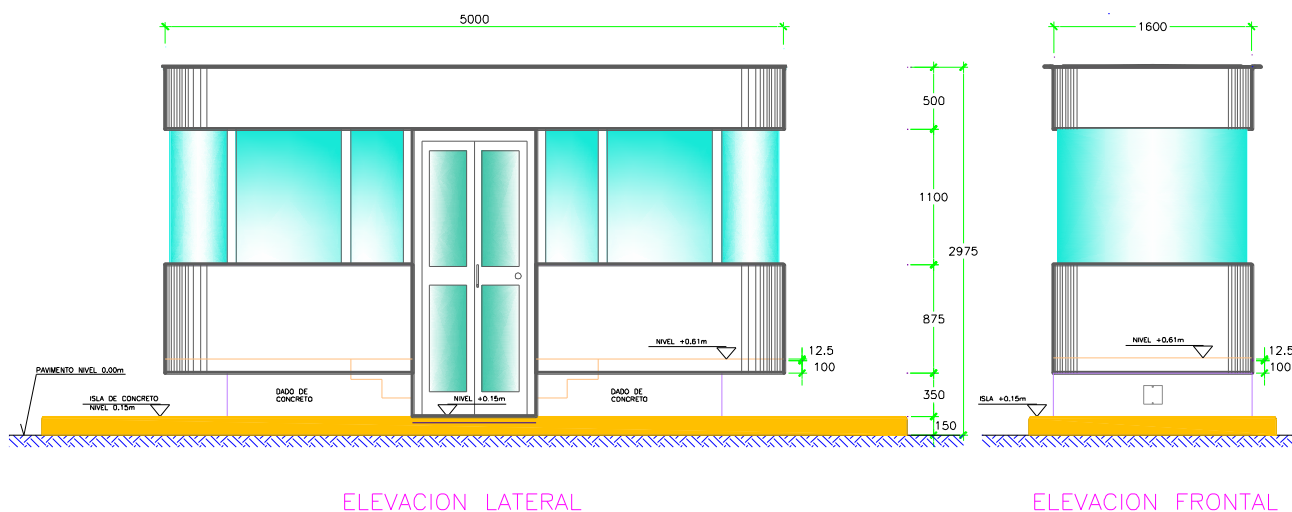 5000
1600
500
1100
2975
875
NIVEL +0.61m
12.5
100
NIVEL +0.61m
12.5
100
PAVIMENTO NIVEL 0.00m
ISLA DE CONCRETO
NIVEL 0.15m
DADO DE
CONCRETO
NIVEL +0.15m
DADO DE
CONCRETO
350
150
ISLA +0.15m
ELEVACION LATERAL
ELEVACION FRONTAL